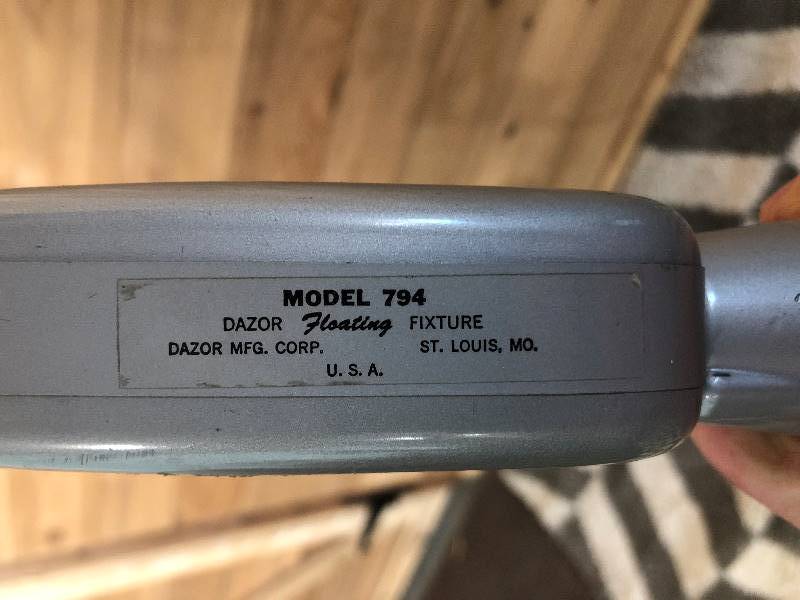 MODEL 794
DAZOR Floating FIXTURE
DAZOR MFG. CORP. ST. LOUIS, MO.
U. S. A.